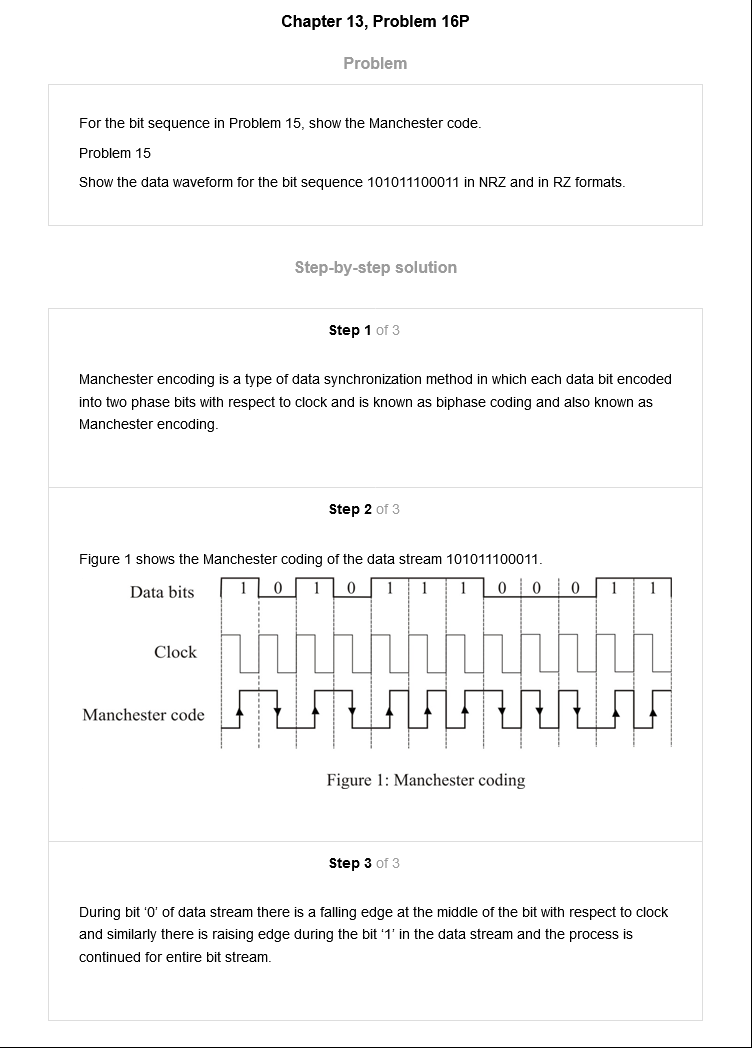 Chapter 13, Problem 16P
Problem
For the bit sequence in Problem 15, show the Manchester code.
Problem 15
Show the data waveform for the bit sequence 101011100011 in NRZ and in RZ formats.
Step-by-step solution
Step 1 of 3
Manchester encoding is a type of data synchronization method in which each data bit encoded
into two phase bits with respect to clock and is known as biphase coding and also known as
Manchester encoding.
Step 2 of 3
Figure 1 shows the Manchester coding of the data stream 101011100011.
Data bits 1 0 1 0 1 1 1 0 0 0 1 1
Clock
Manchester code
Figure 1: Manchester coding
Step 3 of 3
During bit ‘0’ of data stream there is a falling edge at the middle of the bit with respect to clock
and similarly there is raising edge during the bit ‘1’ in the data stream and the process is
continued for entire bit stream.